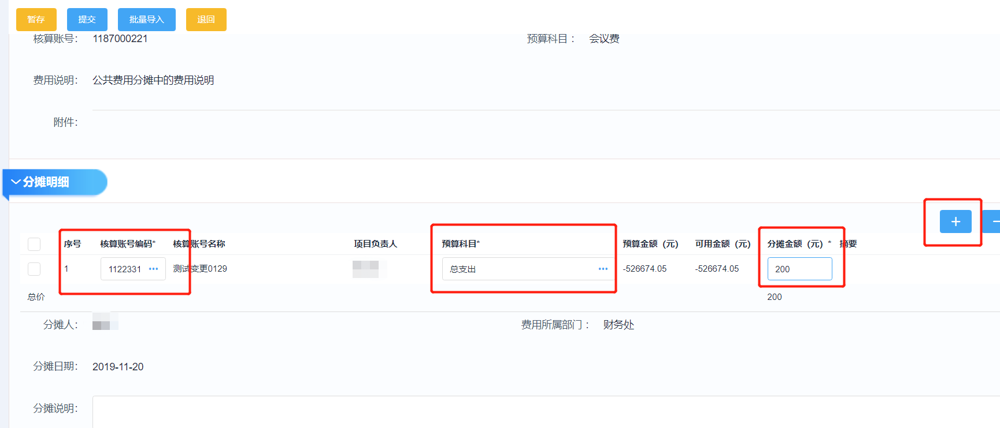 暂存 提交 批量导入 退回
核算账号： 1187000221 预算科目： 会议费
费用说明： 公共费用分摊中的费用说明
附件：
分摊明细
序号 核算账号编码* 核算账号名称 项目负责人 预算科目* 预算金额（元） 可用金额（元） 分摊金额（元）* 摘要
1 1122331 ••• 测试变更0129 总支出 ••• -526674.05 -526674.05 200
总价 200
分摊人： 费用所属部门： 财务处
分摊日期： 2019-11-20
分摊说明：